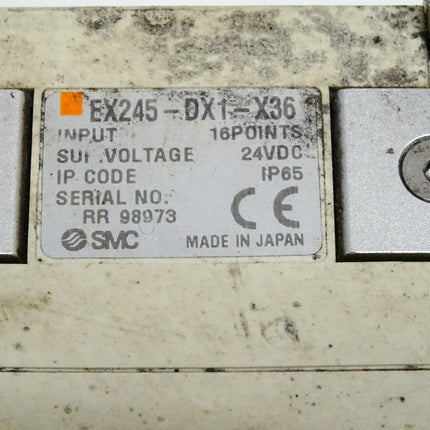 EX245-DX1-X36
INPUT 16POINTS
SUP.VOLTAGE 24VDC
IP CODE IP65
SERIAL NO:
RR 98973
CE
SMC MADE IN JAPAN